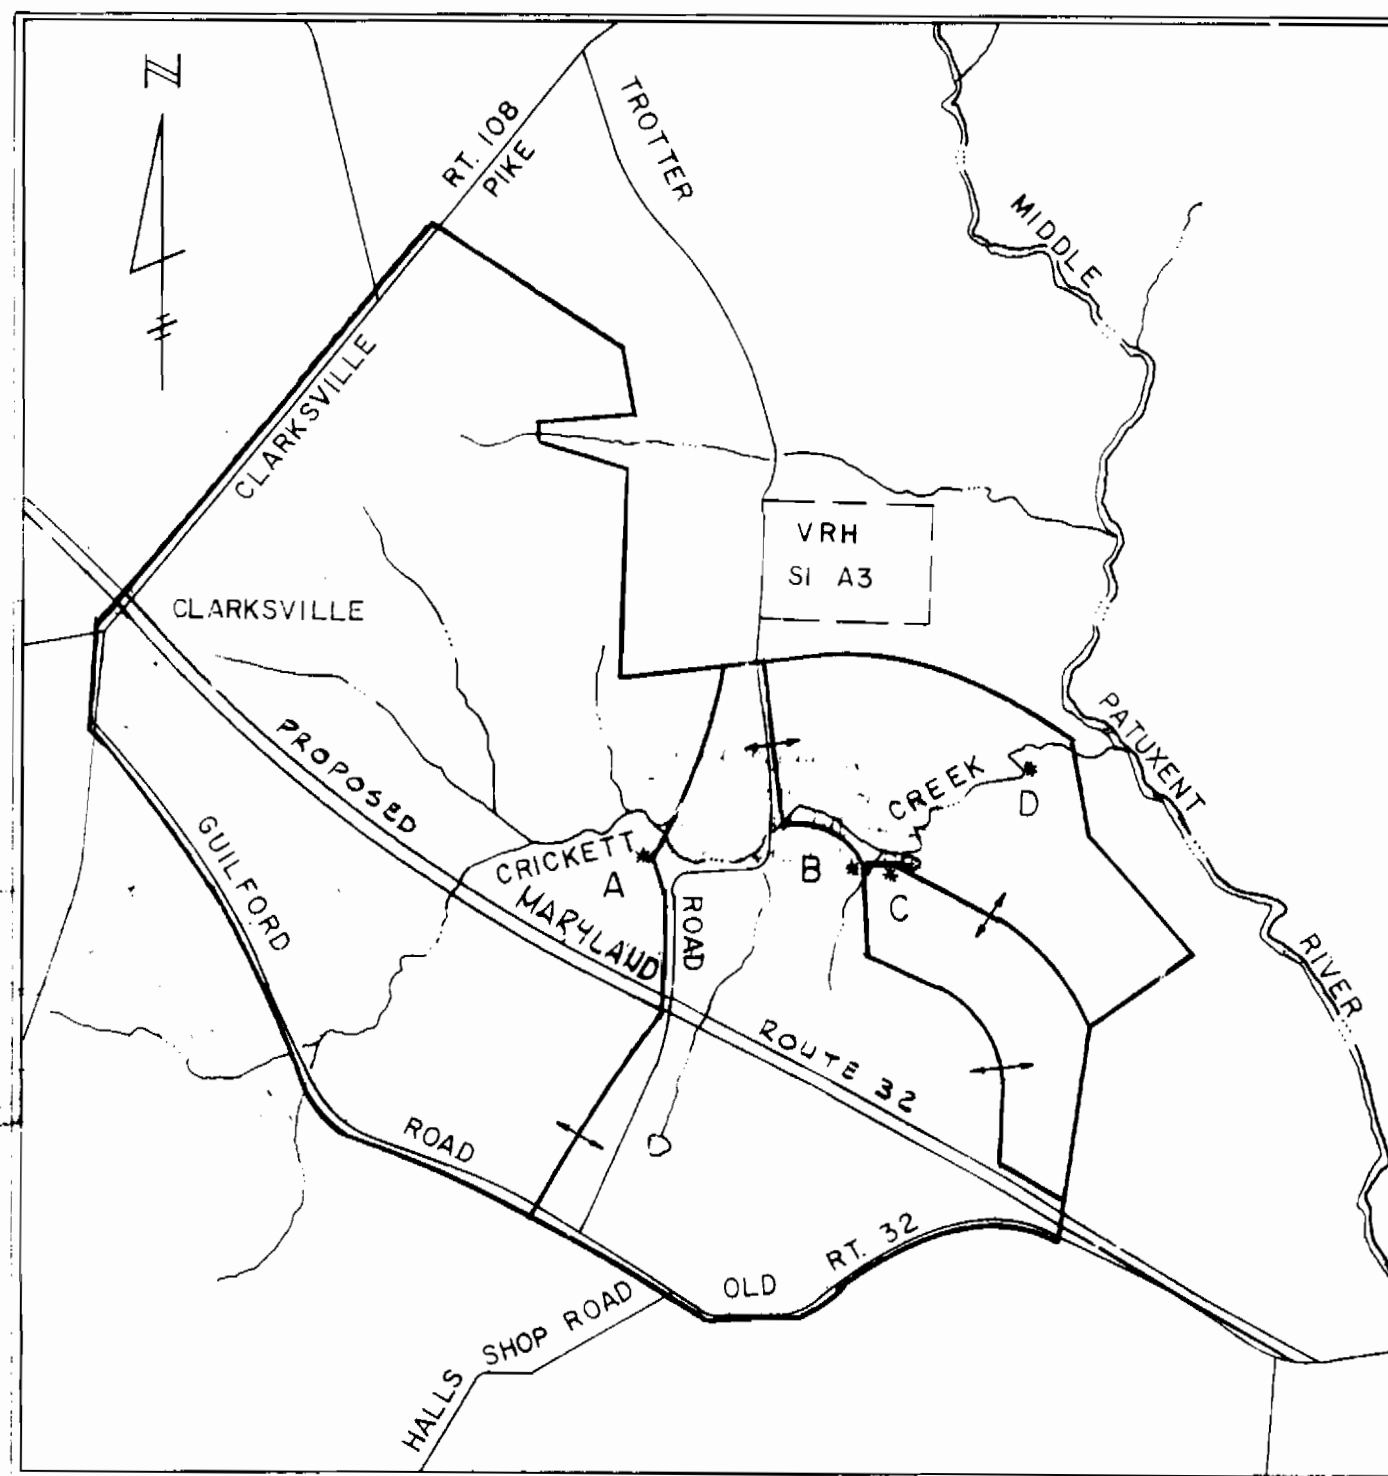 N
RT. 108
PIKE
TROTTER
MIDDLE
CLARKSVILLE
VRH
SI A3
CLARKSVILLE
PATUXENT
PROPOSED
CREEK
D
GUILFORD
CRICKETT
A
B
C
MARYLAND
ROAD
RIVER
ROUTE 32
ROAD
RT. 32
OLD
SHOP ROAD
HALLS